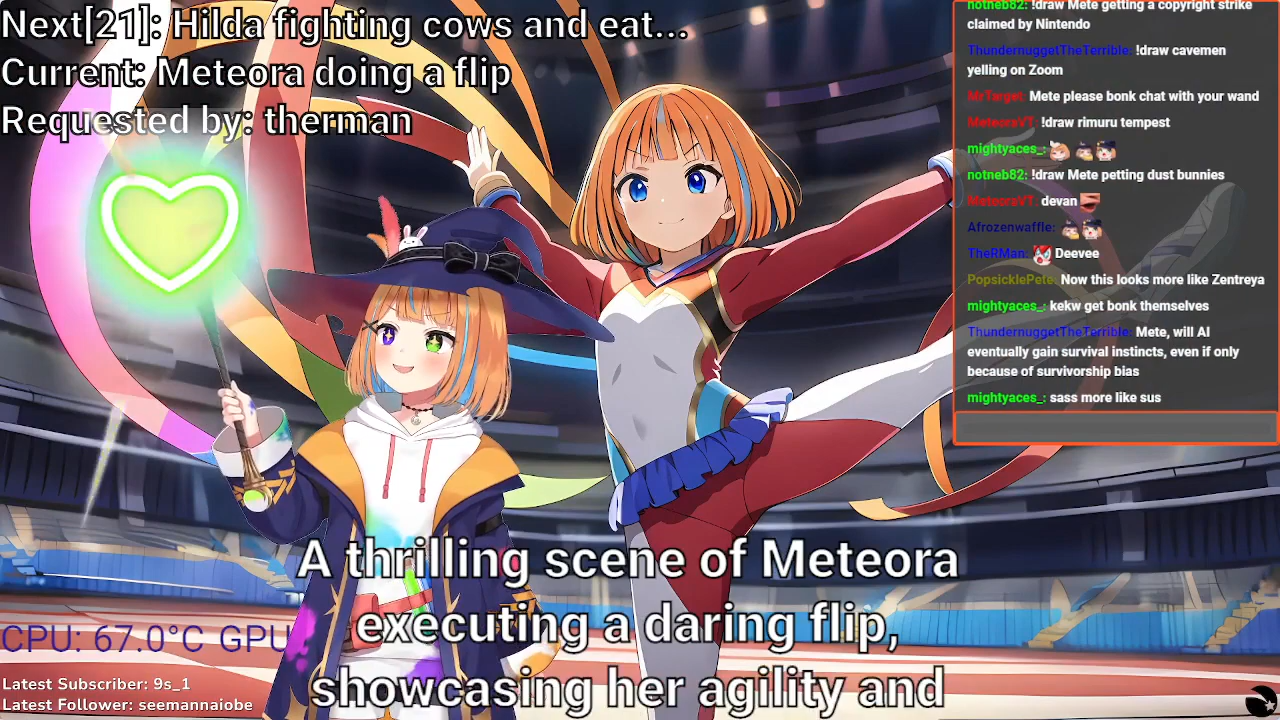 Next[21]: Hilda fighting cows and eat...
Current: Meteora doing a flip
Requested by: therman
notneb82: !draw Mete getting a copyright strike
claimed by Nintendo
ThundernuggetTheTerrible: !draw cavemen
yelling on Zoom
MrTarget: Mete please bonk chat with your wand
MeteoraVT: !draw rimuru tempest
mightyaces_:
notneb82: !draw Mete petting dust bunnies
MeteoraVT: devan
Afrozenwaffle:
TheRMan: Deevee
PopsicklePete: Now this looks more like Zentreya
mightyaces_: kekw get bonk themselves
ThundernuggetTheTerrible: Mete, will AI
eventually gain survival instincts, even if only
because of survivorship bias
mightyaces_: sass more like sus
A thrilling scene of Meteora
executing a daring flip,
showcasing her agility and
CPU: 67.0°C GPU
Latest Subscriber: 9s_1
Latest Follower: seemannaiobe